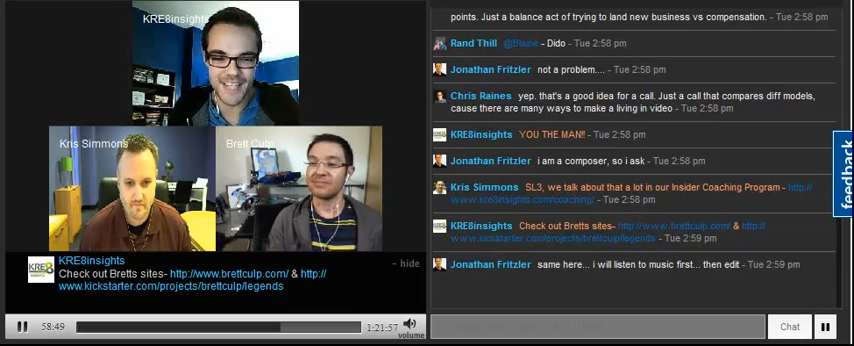 KRE8insights
Kris Simmons
Brett Culp
KRE8insights
Check out Bretts sites- http://www.brettculp.com/ & http://
www.kickstarter.com/projects/brettculp/legends
– hide
58:49
1:21:57
volume
points. Just a balance act of trying to land new business vs compensation. - Tue 2:58 pm
Rand Thill @Blaine - Dido - Tue 2:58 pm
Jonathan Fritzler not a problem.... - Tue 2:58 pm
Chris Raines yep. that's a good idea for a call. Just a call that compares diff models,
cause there are many ways to make a living in video - Tue 2:58 pm
KRE8insights YOU THE MAN!! - Tue 2:58 pm
Jonathan Fritzler i am a composer, so i ask - Tue 2:58 pm
Kris Simmons SL3, we talk about that a lot in our Insider Coaching Program - http://
www.kre8insights.com/coaching/ - Tue 2:58 pm
KRE8insights Check out Bretts sites- http://www.brettculp.com/ & http://
www.kickstarter.com/projects/brettculp/legends - Tue 2:59 pm
Jonathan Fritzler same here... i will listen to music first... then edit - Tue 2:59 pm
Chat
feedback